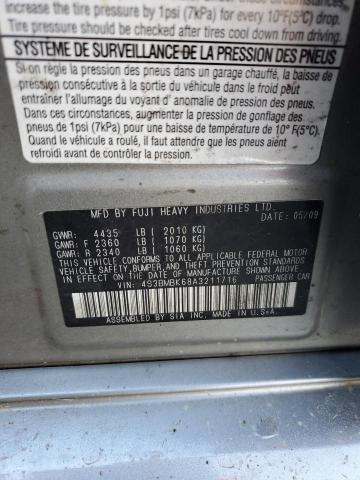 increase the tire pressure by 1psi (7kPa) for every 10°F(5°C) drop.
Tire pressure should be checked after tires cool down from driving.
SYSTEME DE SURVEILLANCE DE LA PRESSION DES PNEUS
Si on règle la pression des pneus dans un garage chauffé, la baisse de
pression consécutive à la sortie du véhicule dans le froid peut
entraîner l'allumage du voyant d' anomalie de pression des pneus.
Dans ces circonstances, augmenter la pression de gonflage
des pneus de 1psi (7kPa) par baisse de température de 10° F(5°C).
Quand le véhicule a roulé, il faut attendre que les pneus aient
refroidi avant de contrôler la pression.
MFD BY FUJI HEAVY INDUSTRIES LTD.
DATE: 05/09
GVWR: 4435 LB ( 2010 KG)
GAWR: F 2360 LB ( 1070 KG)
GAWR: R 2340 LB ( 1060 KG)
THIS VEHICLE CONFORMS TO ALL APPLICABLE FEDERAL MOTOR
VEHICLE SAFETY, BUMPER, AND THEFT PREVENTION STANDARDS
IN EFFECT ON THE DATE OF MANUFACTURE SHOWN ABOVE.
VIN: 4S3BMBK68A3211716 PASSENGER CAR
ASSEMBLED BY SIA INC. MADE IN U.S.A.